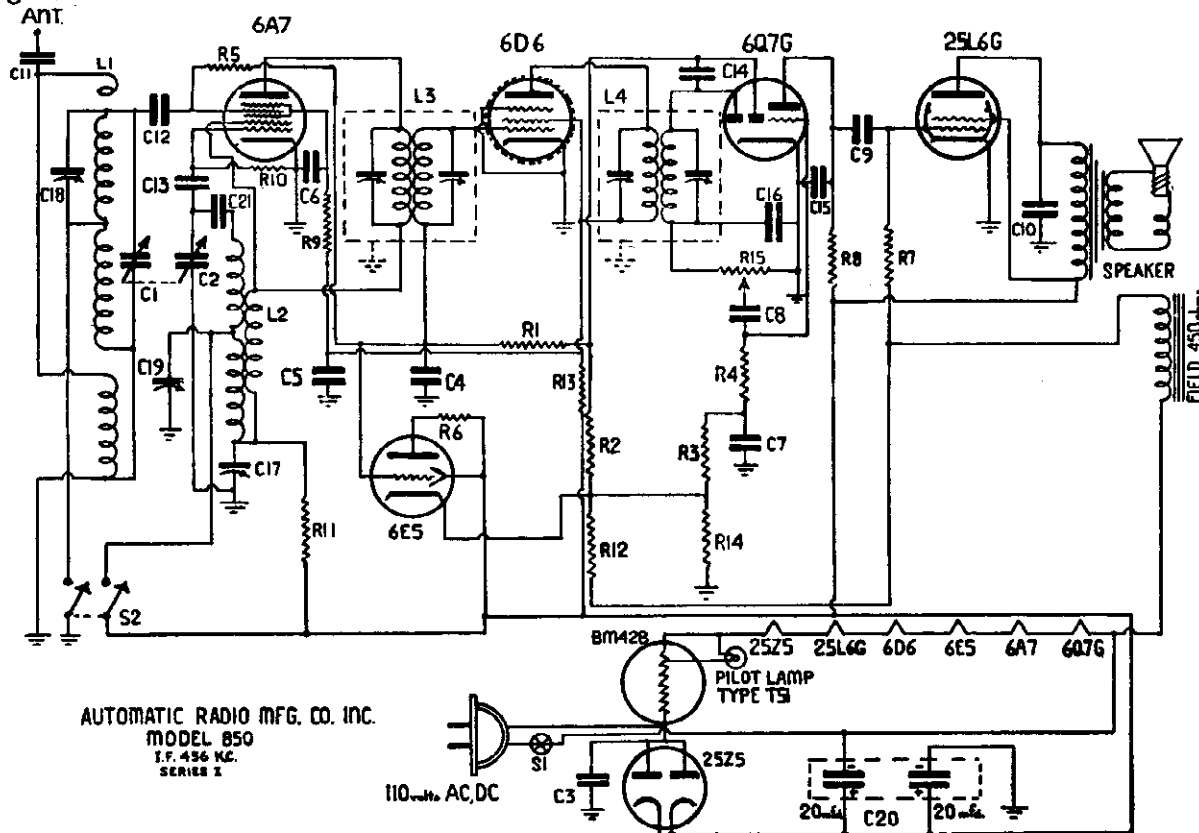 ANT.
6A7
6D6
6Q7G
25L6G
C11
L1
R5
C14
L3
L4
C12
C9
C18
C13
R10
C6
C21
C16
C15
C10
R9
R8
R7
R15
SPEAKER
C1
C2
L2
C8
R1
FIELD 450
C19
C5
C4
R13
R4
R6
R2
R3
C7
C17
R11
6E5
R12
R14
S2
BM428
25Z5
25L6G
6D6
6E5
6A7
6Q7G
PILOT LAMP
TYPE T51
AUTOMATIC RADIO MFG. CO. INC.
MODEL 850
I.F. 456 KC.
SERIES I
S1
25Z5
110 volts AC, DC
C3
20 mfd.
C20
20 mfd.